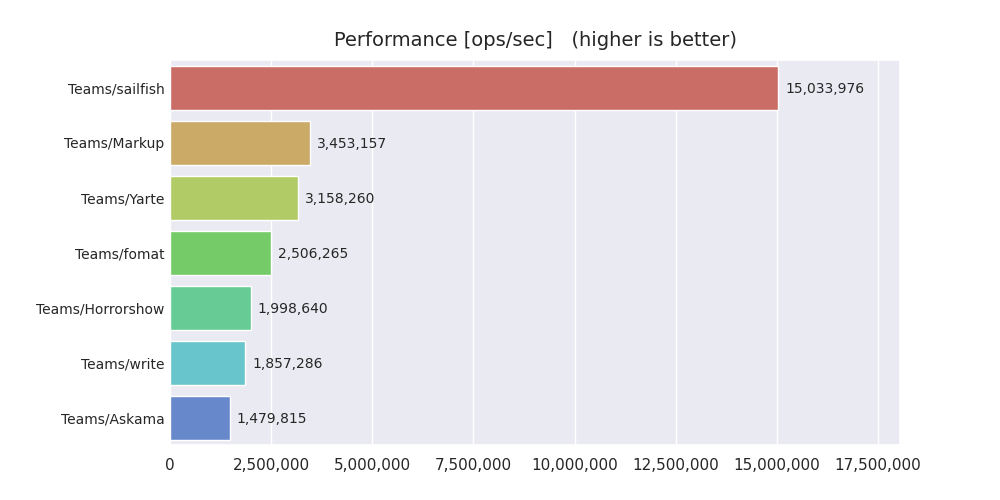 Performance [ops/sec]   (higher is better)
Teams/sailfish 15,033,976
Teams/Markup 3,453,157
Teams/Yarte 3,158,260
Teams/fomat 2,506,265
Teams/Horrorshow 1,998,640
Teams/write 1,857,286
Teams/Askama 1,479,815
0 2,500,000 5,000,000 7,500,000 10,000,000 12,500,000 15,000,000 17,500,000